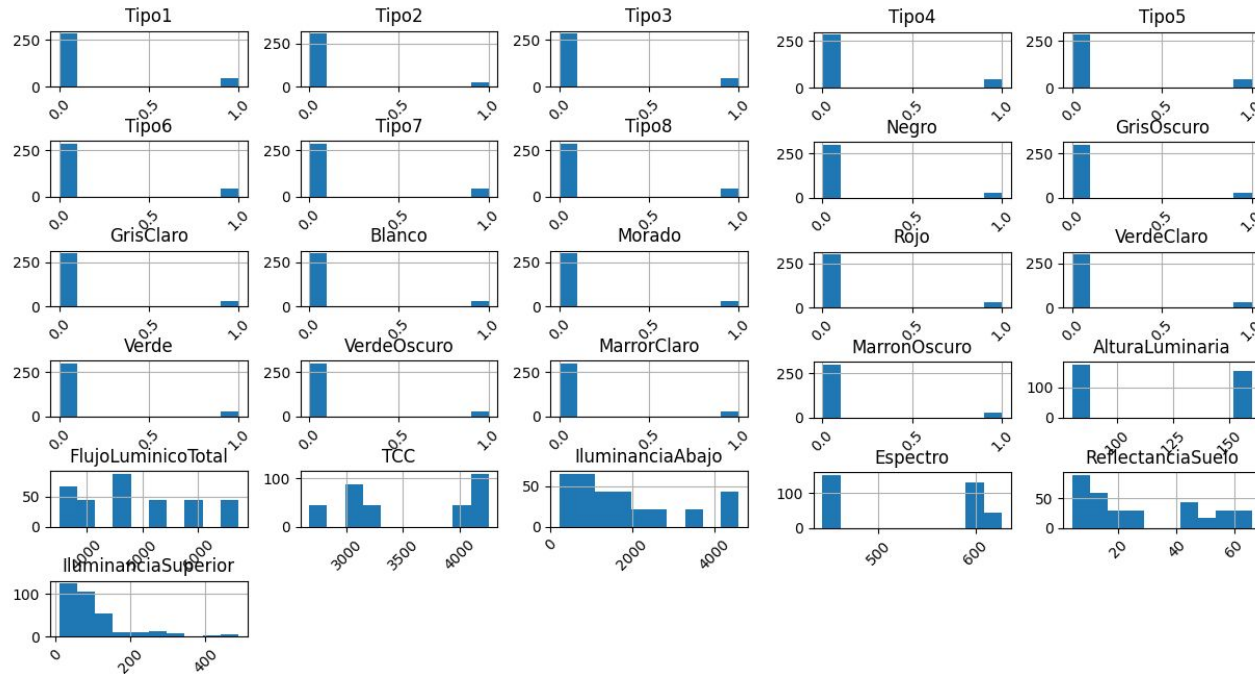 Tipo1 Tipo2 Tipo3 Tipo4 Tipo5
250 250 250 250 250
0 0 0 0 0
0.0 0.5 1.0 0.0 0.5 1.0 0.0 0.5 1.0 0.0 0.5 1.0 0.0 0.5 1.0
Tipo6 Tipo7 Tipo8 Negro GrisOscuro
250 250 250 250 250
0 0 0 0 0
0.0 0.5 1.0 0.0 0.5 1.0 0.0 0.5 1.0 0.0 0.5 1.0 0.0 0.5 1.0
GrisClaro Blanco Morado Rojo VerdeClaro
250 250 250 250 250
0 0 0 0 0
0.0 0.5 1.0 0.0 0.5 1.0 0.0 0.5 1.0 0.0 0.5 1.0 0.0 0.5 1.0
Verde VerdeOscuro MarrorClaro MarronOscuro AlturaLuminaria
250 250 250 250 100
0 0 0 0 0
0.0 0.5 1.0 0.0 0.5 1.0 0.0 0.5 1.0 0.0 0.5 1.0 100 125 150
FlujoLuminicoTotal TCC IluminanciaAbajo Espectro ReflectanciaSuelo
50 100 50 100 50
0 0 0 0 0
3000 3500 4000 0 2000 4000 500 600 20 40 60
IluminanciaSuperior
100
0
0 200 400